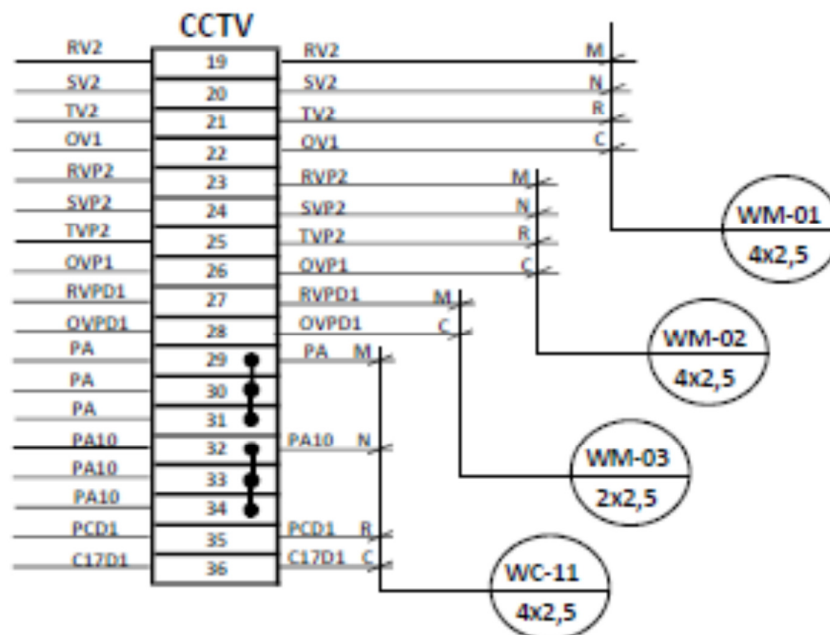 CCTV
RV2 19 RV2 M
SV2 20 SV2 N
TV2 21 TV2 R
OV1 22 OV1 C
RVP2 23 RVP2 M
SVP2 24 SVP2 N
TVP2 25 TVP2 R
OVP1 26 OVP1 C
RVPD1 27 RVPD1 M
OVPD1 28 OVPD1 C
PA 29 PA M
PA 30
PA 31
PA10 32 PA10 N
PA10 33
PA10 34
PCD1 35 PCD1 R
C17D1 36 C17D1 C
WM-01
4x2,5
WM-02
4x2,5
WM-03
2x2,5
WC-11
4x2,5